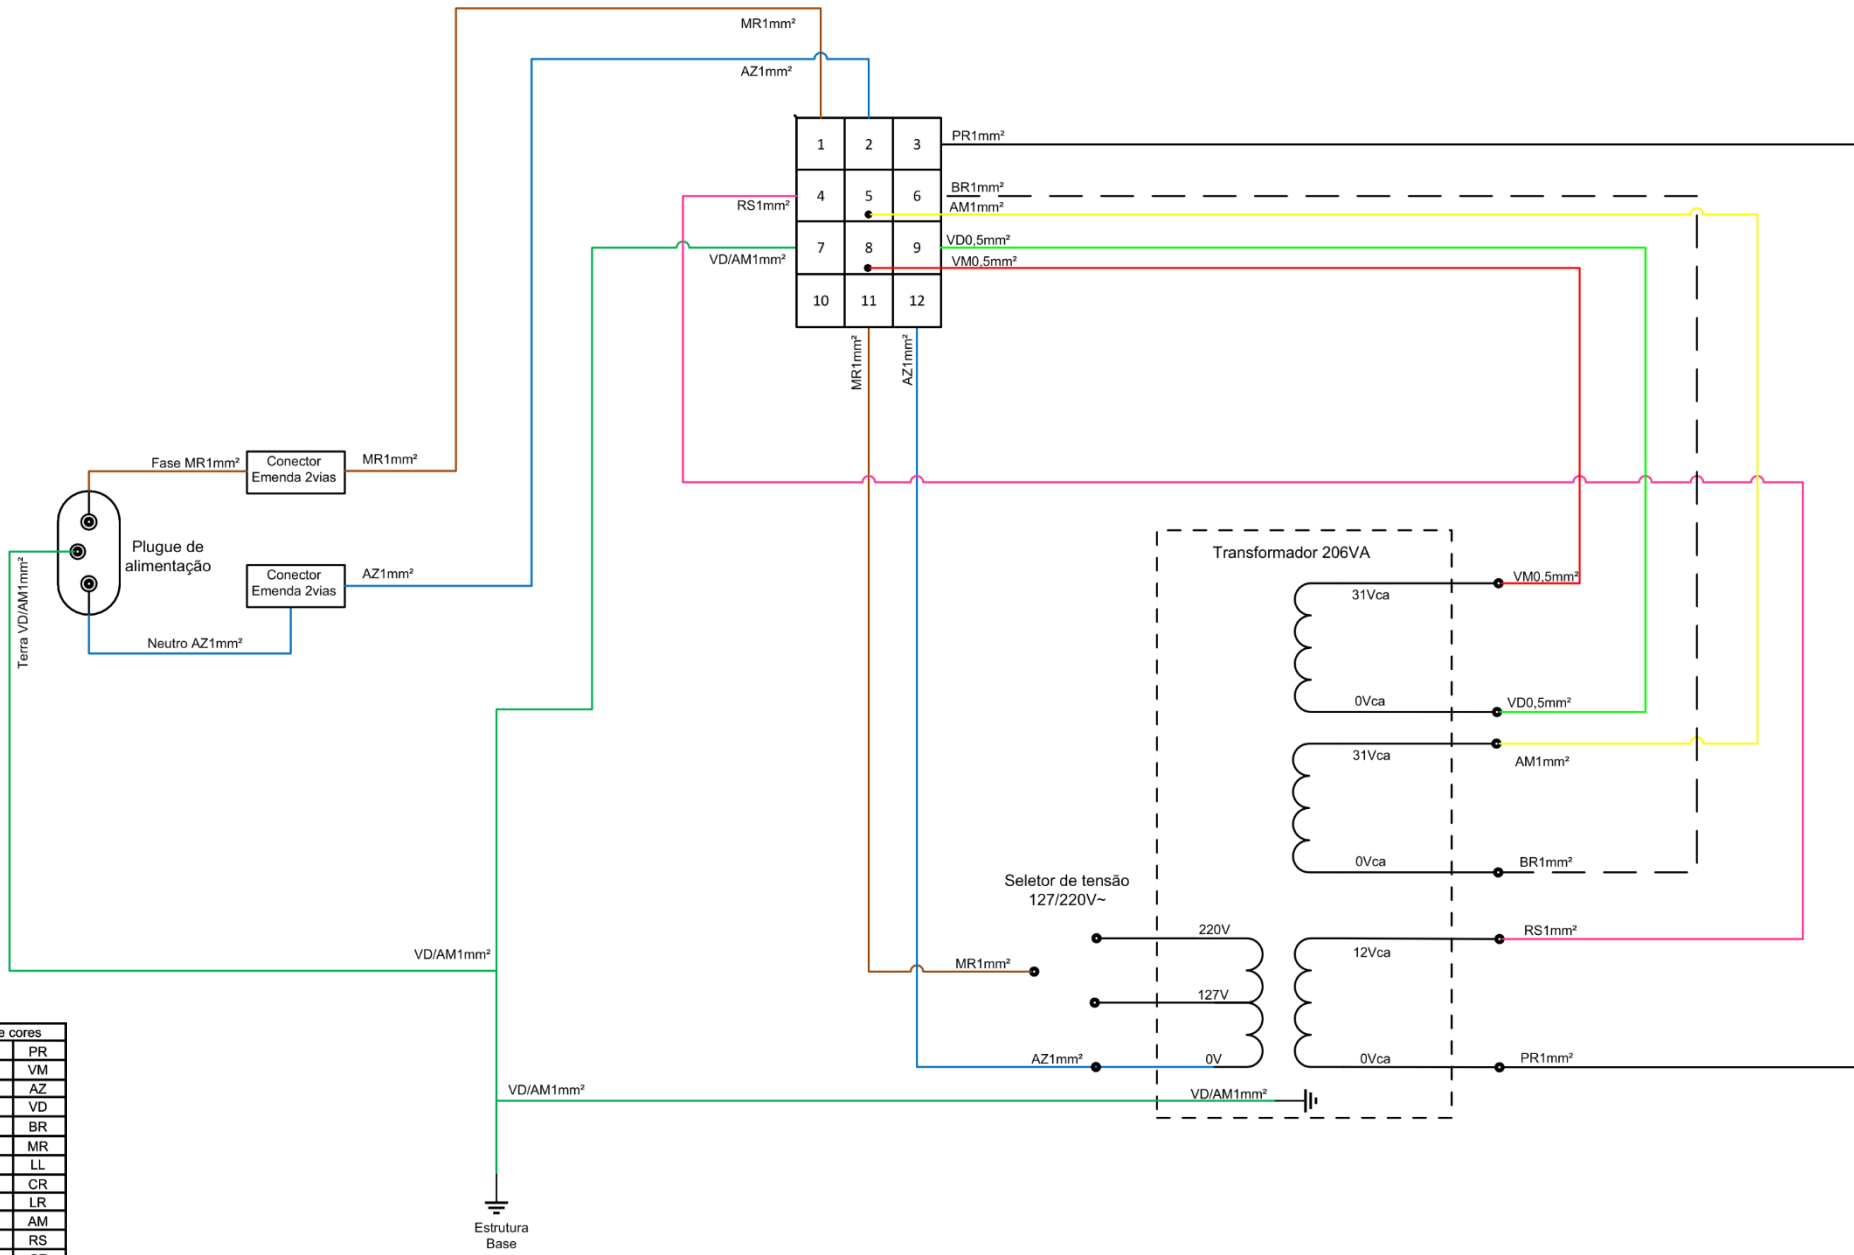 MR1mm²
AZ1mm²
1 2 3
PR1mm²
4 5 6
RS1mm²
BR1mm²
AM1mm²
7 8 9
VD/AM1mm²
VD0,5mm²
VM0,5mm²
10 11 12
MR1mm²
AZ1mm²
Fase MR1mm²
Conector
Emenda 2vias
MR1mm²
Plugue de
alimentação
Conector
Emenda 2vias
AZ1mm²
Terra VD/AM1mm²
Neutro AZ1mm²
Transformador 206VA
31Vca
VM0,5mm²
0Vca
VD0,5mm²
31Vca
AM1mm²
0Vca
BR1mm²
Seletor de tensão
127/220V~
220V
12Vca
RS1mm²
VD/AM1mm²
MR1mm²
127V
AZ1mm²
0V
0Vca
PR1mm²
VD/AM1mm²
VD/AM1mm²
Estrutura
Base
e cores
PR
VM
AZ
VD
BR
MR
LL
CR
LR
AM
RS